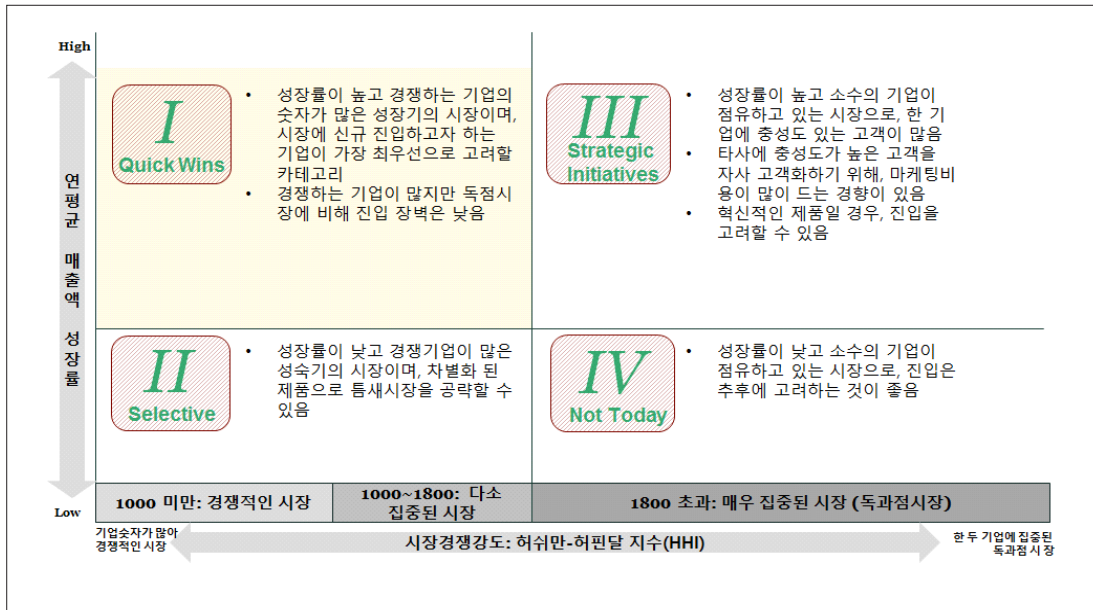 High
연평균 매출액 성장률
I
Quick Wins
• 성장률이 높고 경쟁하는 기업의
숫자가 많은 성장기의 시장이며,
시장에 신규 진입하고자 하는
기업이 가장 최우선으로 고려할
카테고리
• 경쟁하는 기업이 많지만 독점시
장에 비해 진입 장벽은 낮음
III
Strategic
Initiatives
• 성장률이 높고 소수의 기업이
점유하고 있는 시장으로, 한 기
업에 충성도 있는 고객이 많음
• 타사에 충성도가 높은 고객을
자사 고객화하기 위해, 마케팅비
용이 많이 드는 경향이 있음
• 혁신적인 제품일 경우, 진입을
고려할 수 있음
II
Selective
• 성장률이 낮고 경쟁기업이 많은
성숙기의 시장이며, 차별화 된
제품으로 틈새시장을 공략할 수
있음
IV
Not Today
• 성장률이 낮고 소수의 기업이
점유하고 있는 시장으로, 진입은
추후에 고려하는 것이 좋음
Low
1000 미만: 경쟁적인 시장
1000~1800: 다소
집중된 시장
1800 초과: 매우 집중된 시장 (독과점시장)
기업숫자가 많아
경쟁적인 시장
시장경쟁강도: 허쉬만-허핀달 지수(HHI)
한 두 기업에 집중된
독과점 시장